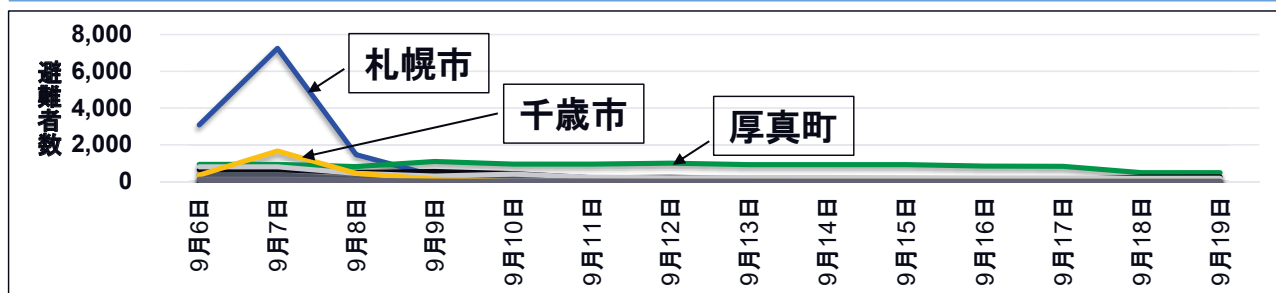 避難者数
8,000
6,000
4,000
2,000
0
札幌市
千歳市
厚真町
9月6日
9月7日
9月8日
9月9日
9月10日
9月11日
9月12日
9月13日
9月14日
9月15日
9月16日
9月17日
9月18日
9月19日